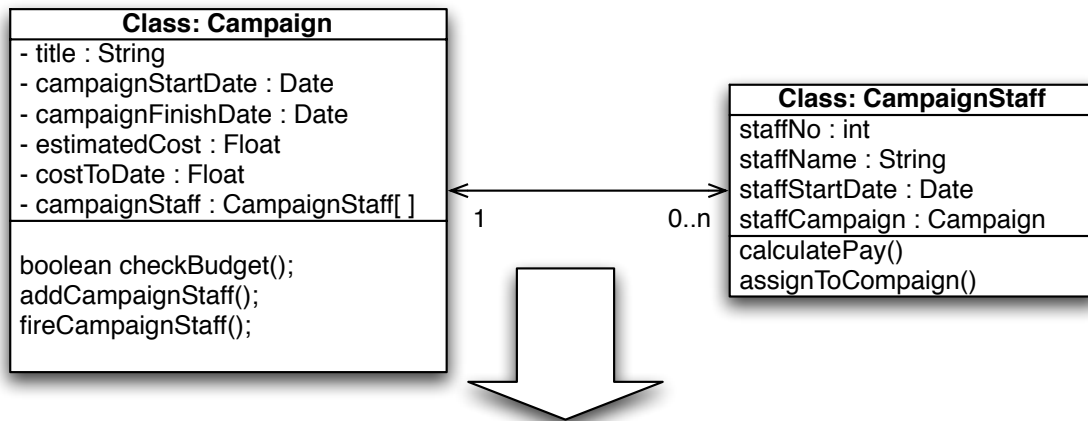 Class: Campaign
- title : String
- campaignStartDate : Date
- campaignFinishDate : Date
- estimatedCost : Float
- costToDate : Float
- campaignStaff : CampaignStaff[ ]
boolean checkBudget();
addCampaignStaff();
fireCampaignStaff();
1
0..n
Class: CampaignStaff
staffNo : int
staffName : String
staffStartDate : Date
staffCampaign : Campaign
calculatePay()
assignToCompaign()